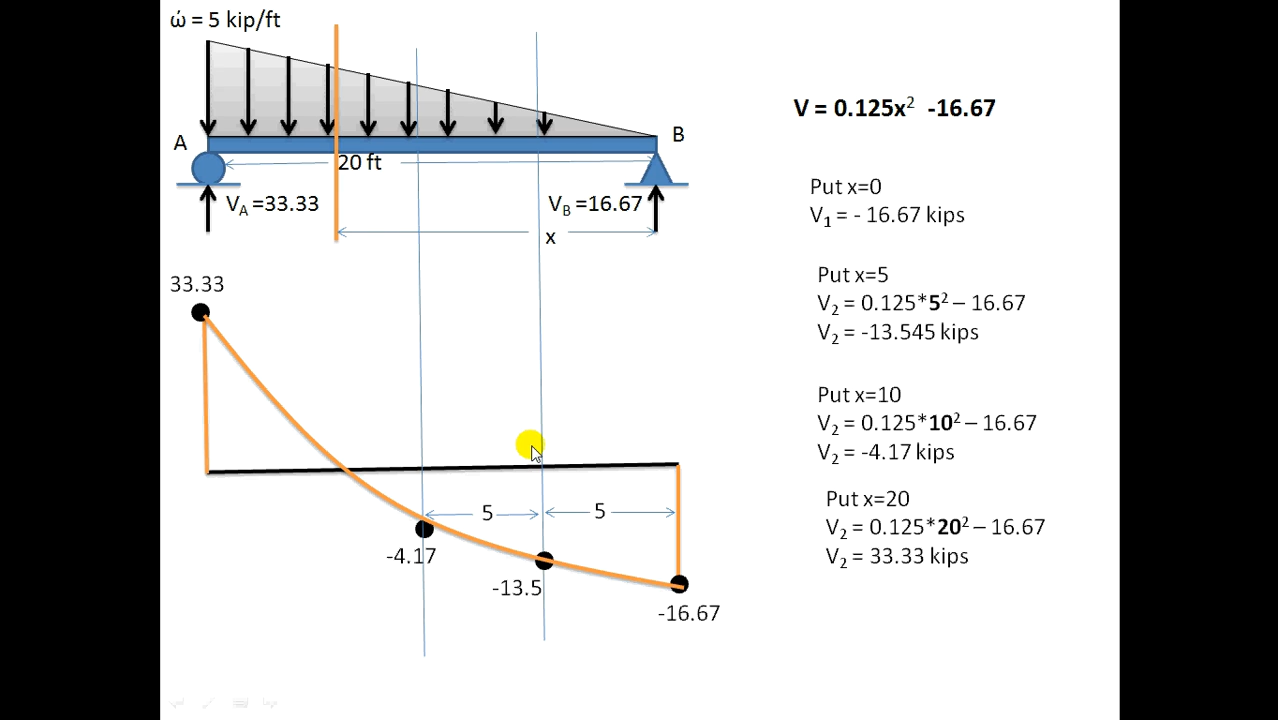 ώ = 5 kip/ft
A
B
20 ft
V_A =33.33
V_B =16.67
x
33.33
5
5
-4.17
-13.5
-16.67
V = 0.125x² -16.67
Put x=0
V₁ = - 16.67 kips
Put x=5
V₂ = 0.125*5² – 16.67
V₂ = -13.545 kips
Put x=10
V₂ = 0.125*10² – 16.67
V₂ = -4.17 kips
Put x=20
V₂ = 0.125*20² – 16.67
V₂ = 33.33 kips